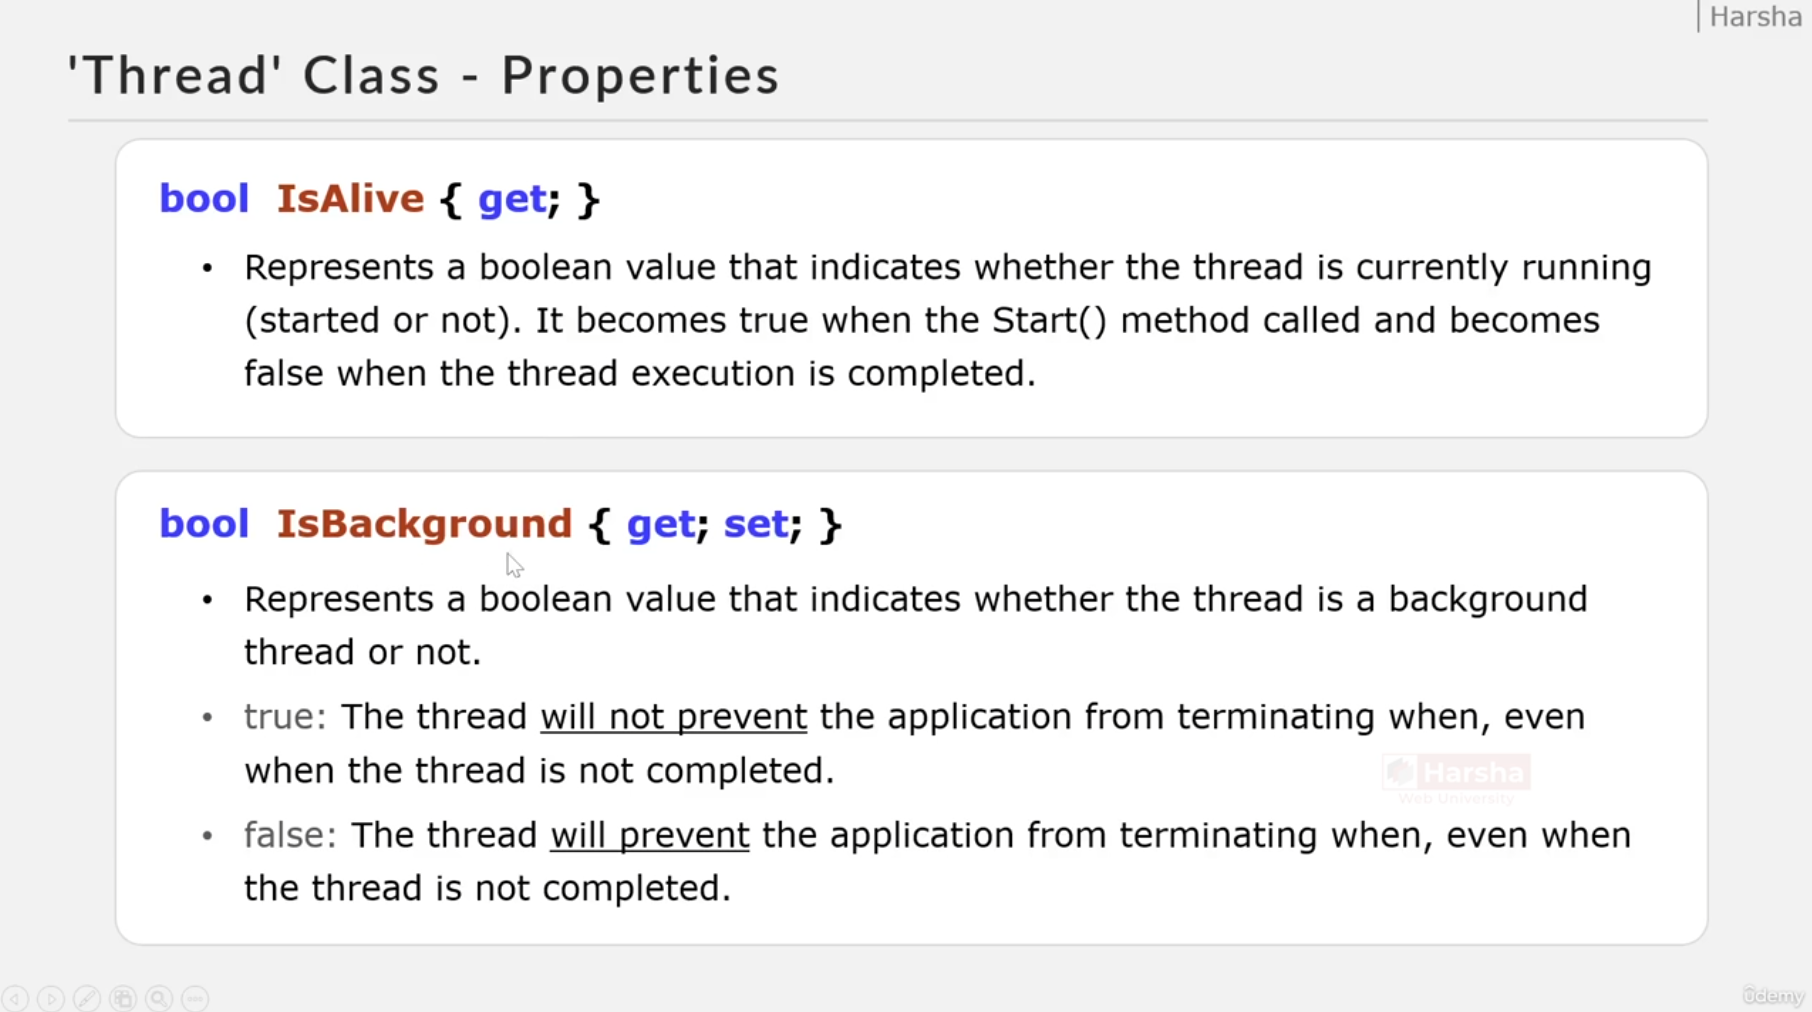 Harsha
'Thread' Class - Properties
bool IsAlive { get; }
• Represents a boolean value that indicates whether the thread is currently running
(started or not). It becomes true when the Start() method called and becomes
false when the thread execution is completed.
bool IsBackground { get; set; }
• Represents a boolean value that indicates whether the thread is a background
thread or not.
• true: The thread will not prevent the application from terminating when, even
when the thread is not completed.
Harsha
Web University
• false: The thread will prevent the application from terminating when, even when
the thread is not completed.
ûdemy